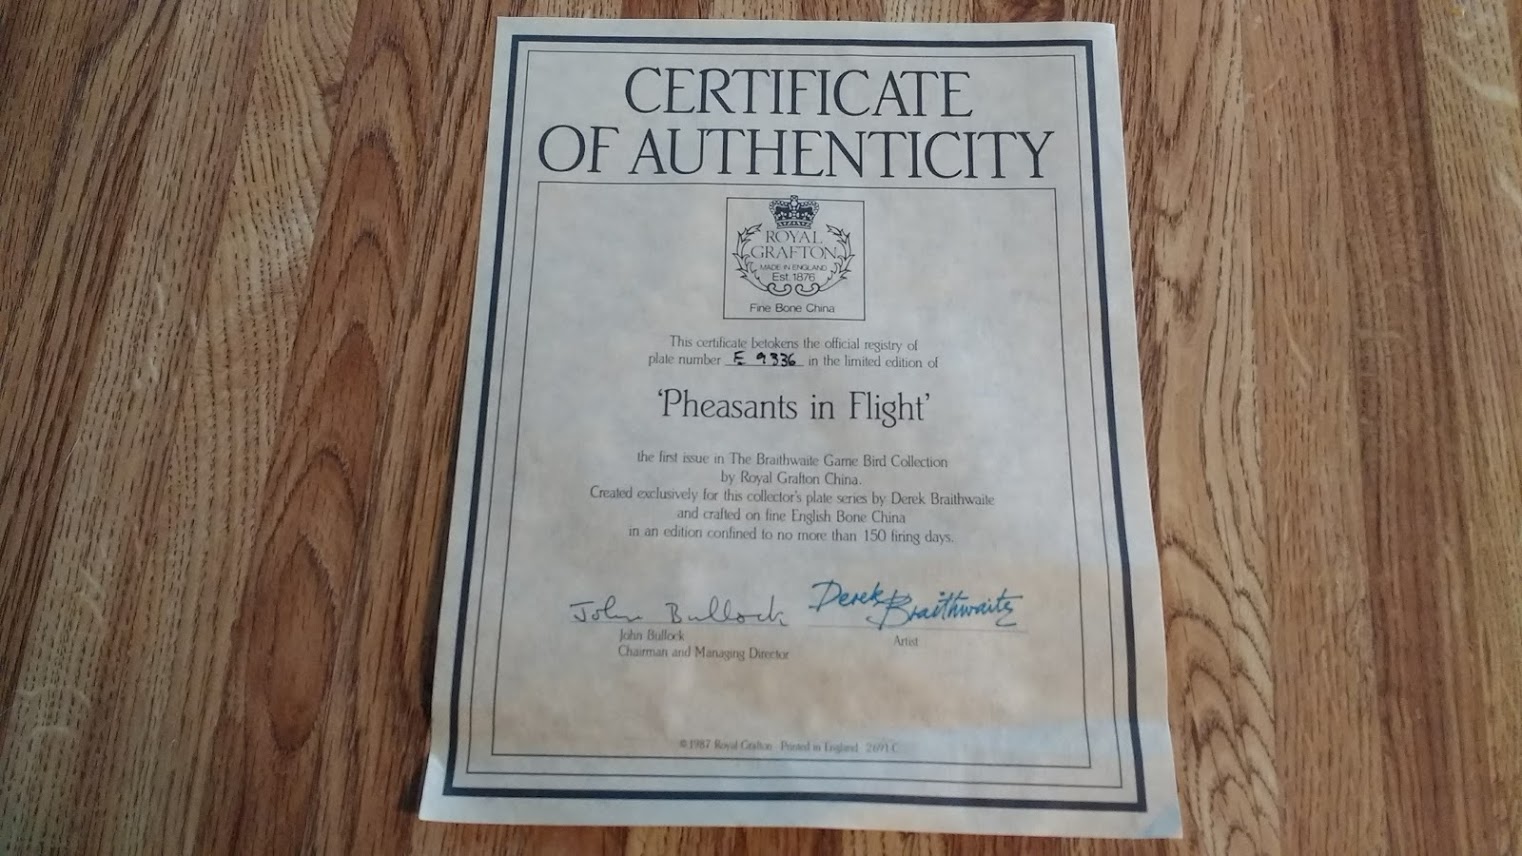 CERTIFICATE
OF AUTHENTICITY
ROYAL
GRAFTON
MADE IN ENGLAND
Est. 1876
Fine Bone China
This certificate betokens the official registry of
plate number E 9336 in the limited edition of
‘Pheasants in Flight’
the first issue in The Braithwaite Game Bird Collection
by Royal Grafton China.
Created exclusively for this collector's plate series by Derek Braithwaite
and crafted on fine English Bone China
in an edition confined to no more than 150 firing days.
John Bullock Derek Braithwaite
John Bullock
Chairman and Managing Director
Artist
© 1987 Royal Grafton Printed in England